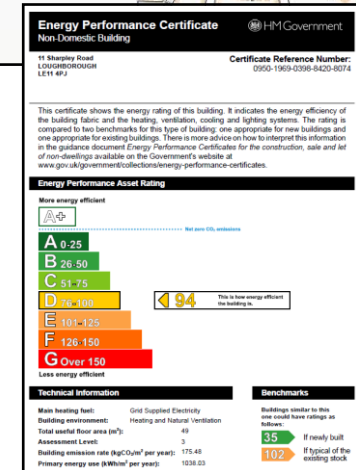 Energy Performance Certificate
HM Government
Non-Domestic Building
11 Sharpley Road
LOUGHBOROUGH
LE11 4PJ
Certificate Reference Number:
0950-1969-0398-8420-8074
This certificate shows the energy rating of this building. It indicates the energy efficiency of
the building fabric and the heating, ventilation, cooling and lighting systems. The rating is
compared to two benchmarks for this type of building: one appropriate for new buildings and
one appropriate for existing buildings. There is more advice on how to interpret this information
in the guidance document Energy Performance Certificates for the construction, sale and let
of non-dwellings available on the Government's website at
www.gov.uk/government/collections/energy-performance-certificates.
Energy Performance Asset Rating
More energy efficient
A+
Net zero CO₂ emissions
A 0-25
B 26-50
C 51-75
D 76-100
94
This is how energy efficient
the building is.
E 101-125
F 126-150
G Over 150
Less energy efficient
Technical Information
Main heating fuel: Grid Supplied Electricity
Building environment: Heating and Natural Ventilation
Total useful floor area (m²): 49
Assessment Level: 3
Building emission rate (kgCO₂/m² per year): 175.48
Primary energy use (kWh/m² per year): 1038.03
Benchmarks
Buildings similar to this
one could have ratings as
follows:
35 If newly built
102 If typical of the
existing stock